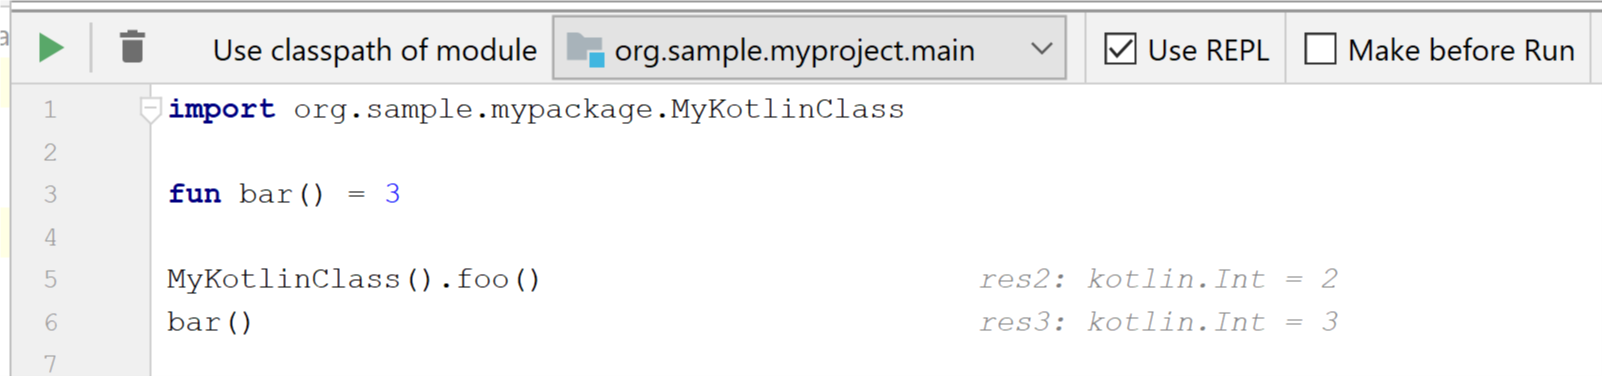 Use classpath of module org.sample.myproject.main Use REPL Make before Run
1 import org.sample.mypackage.MyKotlinClass
2
3 fun bar() = 3
4
5 MyKotlinClass().foo() res2: kotlin.Int = 2
6 bar() res3: kotlin.Int = 3
7